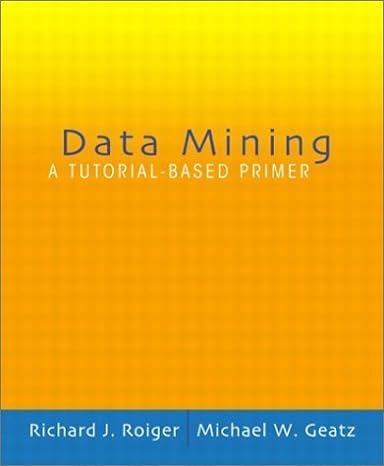 Data Mining
A TUTORIAL-BASED PRIMER
Richard J. Roiger Michael W. Geatz